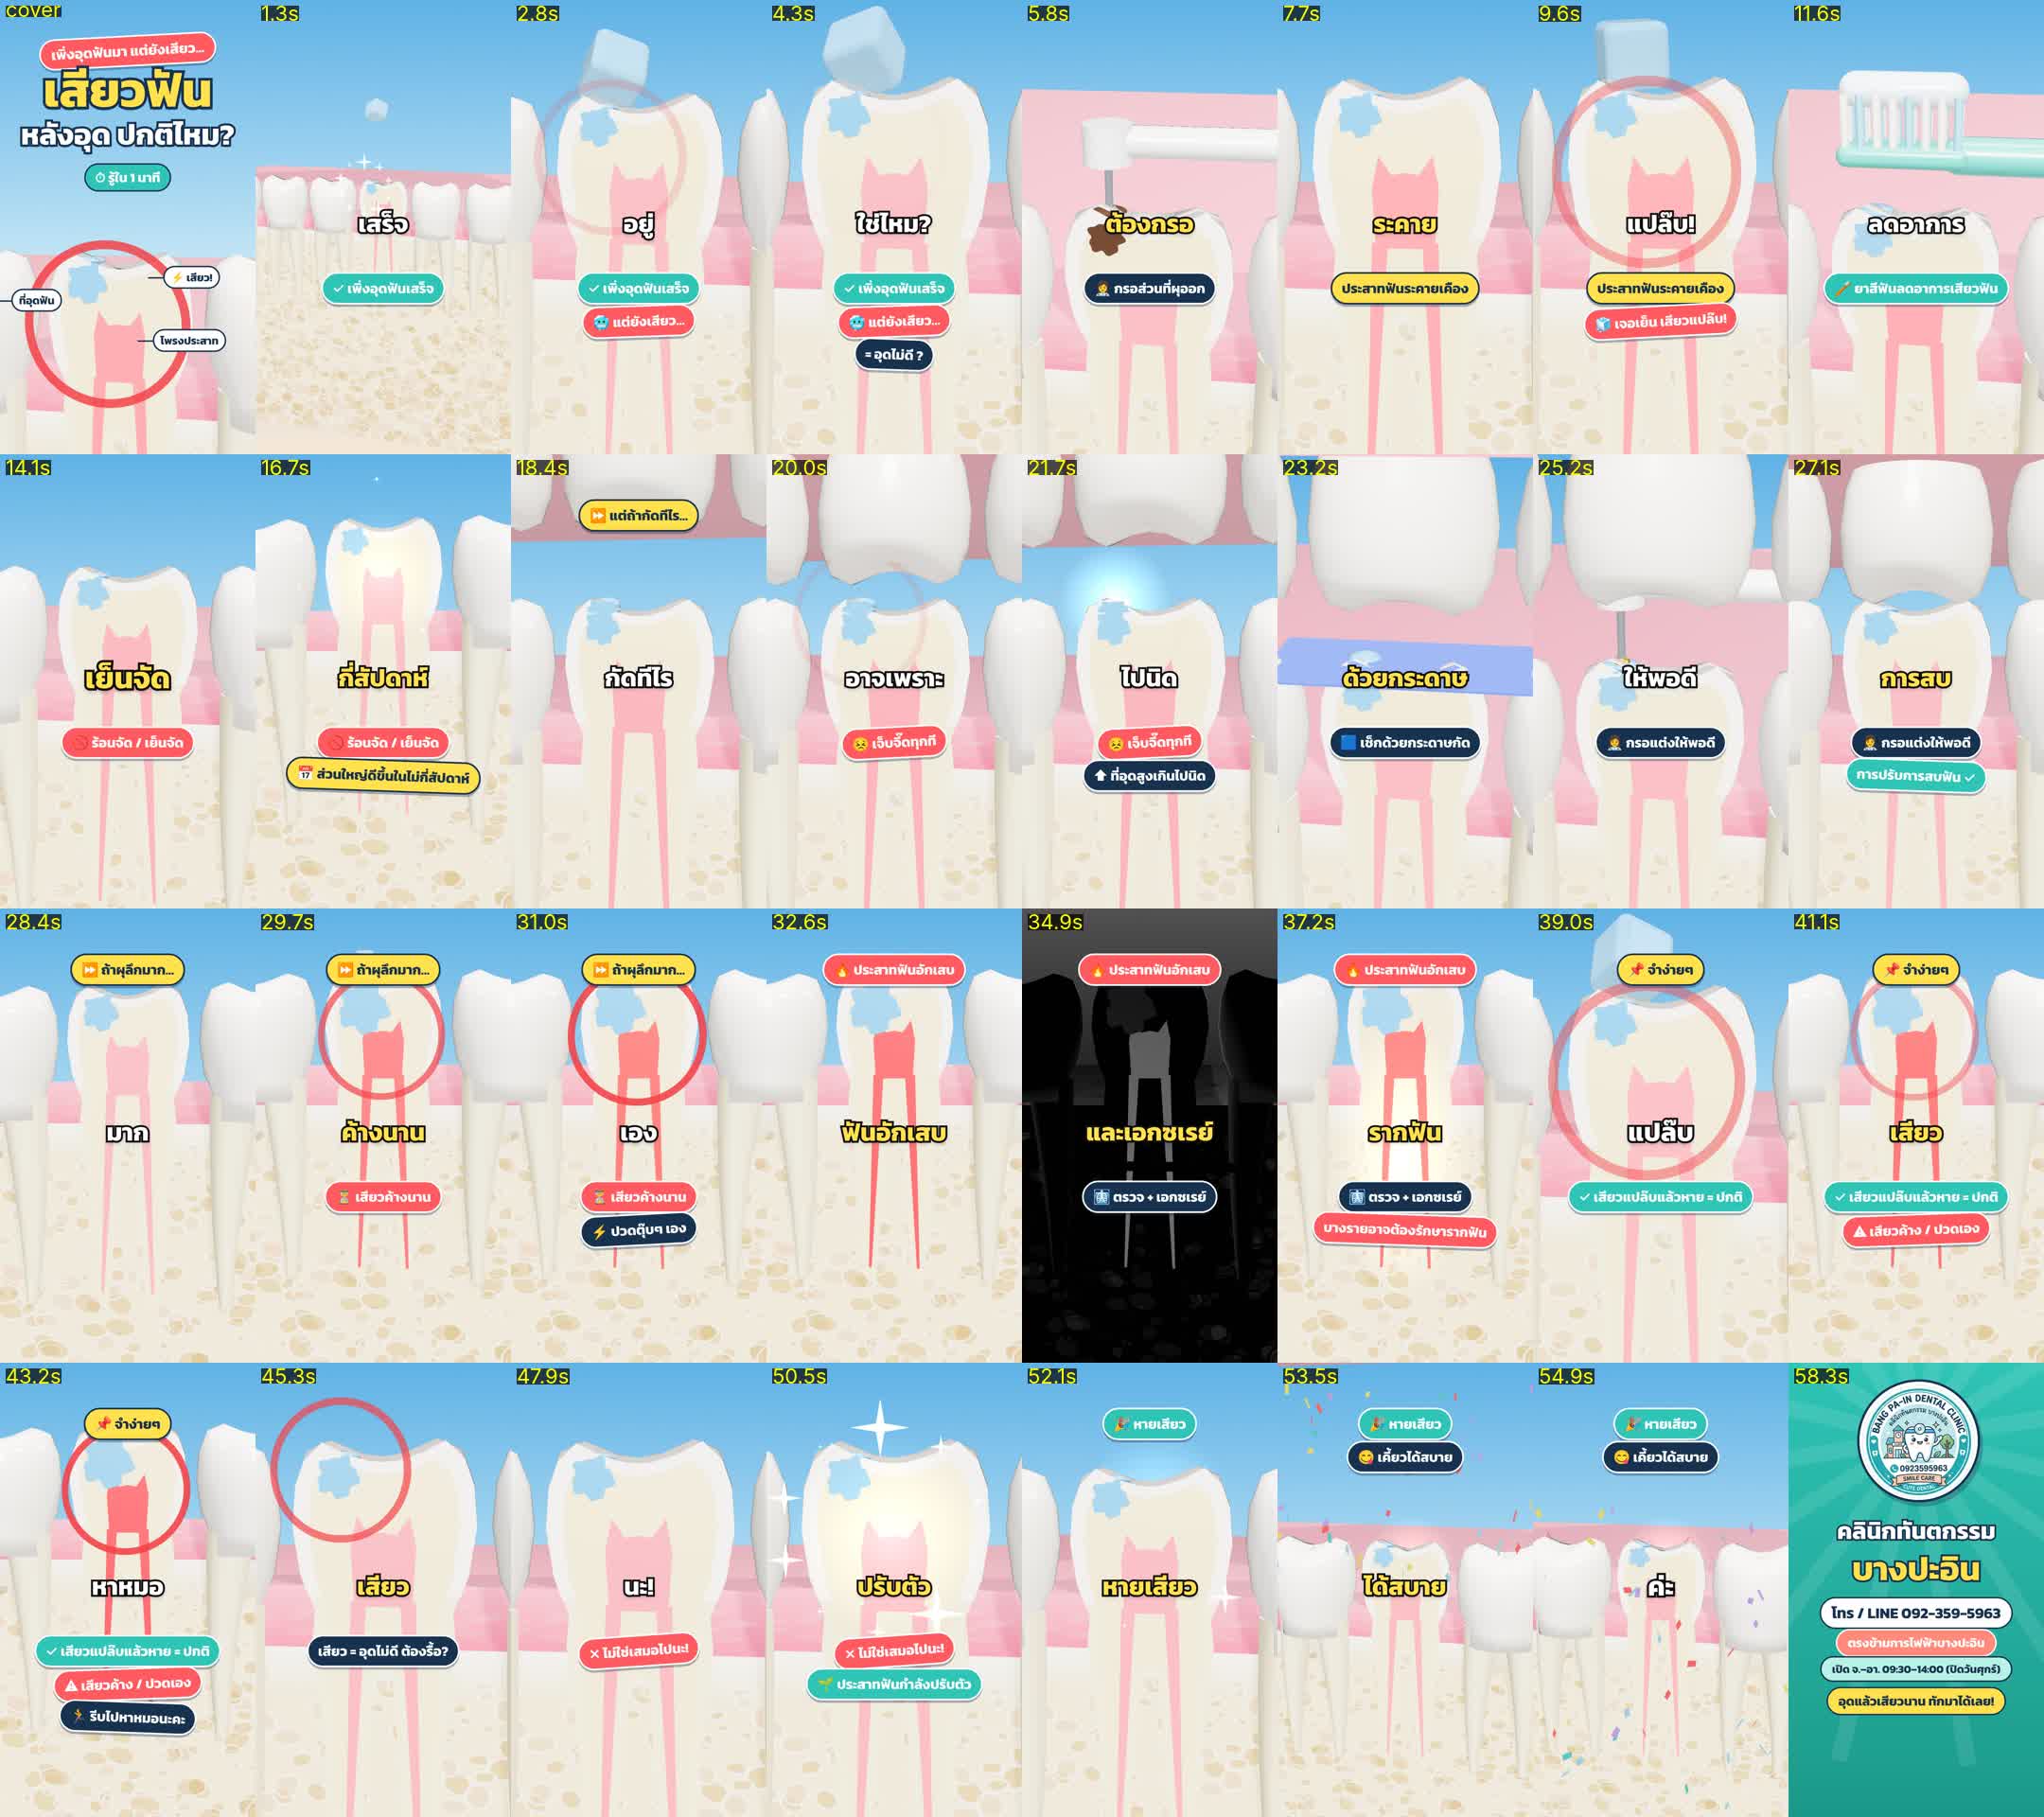 cover
เพิ่งอุดฟันมา แต่ยังเสียว...
เสียวฟัน
หลังอุด ปกติไหม?
⏱ รู้ใน 1 นาที
⚡ เสียว!
ที่อุดฟัน
โพรงประสาท
1.3s
เสร็จ
✓ เพิ่งอุดฟันเสร็จ
2.8s
อยู่
✓ เพิ่งอุดฟันเสร็จ
🥶 แต่ยังเสียว...
4.3s
ใช่ไหม?
✓ เพิ่งอุดฟันเสร็จ
🥶 แต่ยังเสียว...
= อุดไม่ดี ?
5.8s
ต้องกรอ
กรอส่วนที่ผุออก
7.7s
ระคาย
ประสาทฟันระคายเคือง
9.6s
แปล๊บ!
ประสาทฟันระคายเคือง
🧊 เจอเย็น เสียวแปล๊บ!
11.6s
ลดอาการ
🪥 ยาสีฟันลดอาการเสียวฟัน
14.1s
เย็นจัด
🚫 ร้อนจัด / เย็นจัด
16.7s
กี่สัปดาห์
🚫 ร้อนจัด / เย็นจัด
📅 ส่วนใหญ่ดีขึ้นในไม่กี่สัปดาห์
18.4s
⏩ แต่ถ้ากัดทีไร...
กัดทีไร
20.0s
อาจเพราะ
😣 เจ็บจี๊ดทุกที
21.7s
ไปนิด
😣 เจ็บจี๊ดทุกที
⬆ ที่อุดสูงเกินไปนิด
23.2s
ด้วยกระดาษ
🟦 เช็กด้วยกระดาษกัด
25.2s
ให้พอดี
กรอแต่งให้พอดี
27.1s
การสบ
กรอแต่งให้พอดี
การปรับการสบฟัน ✓
28.4s
⏩ ถ้าผุลึกมาก...
มาก
29.7s
⏩ ถ้าผุลึกมาก...
ค้างนาน
⏳ เสียวค้างนาน
31.0s
⏩ ถ้าผุลึกมาก...
เอง
⏳ เสียวค้างนาน
⚡ ปวดตุ๊บๆ เอง
32.6s
🔥 ประสาทฟันอักเสบ
ฟันอักเสบ
34.9s
🔥 ประสาทฟันอักเสบ
และเอกซเรย์
🩻 ตรวจ + เอกซเรย์
37.2s
🔥 ประสาทฟันอักเสบ
รากฟัน
🩻 ตรวจ + เอกซเรย์
บางรายอาจต้องรักษารากฟัน
39.0s
📌 จำง่ายๆ
แปล๊บ
✓ เสียวแปล๊บแล้วหาย = ปกติ
41.1s
📌 จำง่ายๆ
เสียว
✓ เสียวแปล๊บแล้วหาย = ปกติ
⚠ เสียวค้าง / ปวดเอง
43.2s
📌 จำง่ายๆ
หาหมอ
✓ เสียวแปล๊บแล้วหาย = ปกติ
⚠ เสียวค้าง / ปวดเอง
🏃 รีบไปหาหมอนะคะ
45.3s
เสียว
เสียว = อุดไม่ดี ต้องรื้อ?
47.9s
นะ!
✕ ไม่ใช่เสมอไปนะ!
50.5s
ปรับตัว
✕ ไม่ใช่เสมอไปนะ!
🌱 ประสาทฟันกำลังปรับตัว
52.1s
🎉 หายเสียว
หายเสียว
53.5s
🎉 หายเสียว
😋 เคี้ยวได้สบาย
ได้สบาย
54.9s
🎉 หายเสียว
😋 เคี้ยวได้สบาย
ค่ะ
58.3s
BANG PA-IN DENTAL CLINIC
คลินิกทันตกรรม บางปะอิน
0923595963
SMILE CARE
CUTE DENTAL
คลินิกทันตกรรม
บางปะอิน
โทร / LINE 092-359-5963
ตรงข้ามการไฟฟ้าบางปะอิน
เปิด จ.–อา. 09:30–14:00 (ปิดวันศุกร์)
อุดแล้วเสียวนาน ทักมาได้เลย!